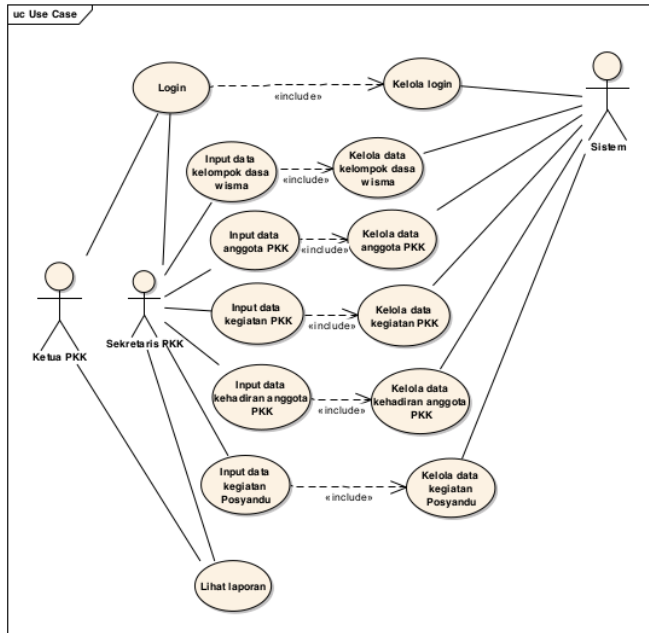 uc Use Case
Login
«include»
Kelola login
Sistem
Input data
kelompok dasa
wisma
«include»
Kelola data
kelompok dasa
wisma
Input data
anggota PKK
«include»
Kelola data
anggota PKK
Ketua PKK
Sekretaris PKK
Input data
kegiatan PKK
«include»
Kelola data
kegiatan PKK
Input data
kehadiran anggota
PKK
«include»
Kelola data
kehadiran anggota
PKK
Input data
kegiatan
Posyandu
«include»
Kelola data
kegiatan
Posyandu
Lihat laporan